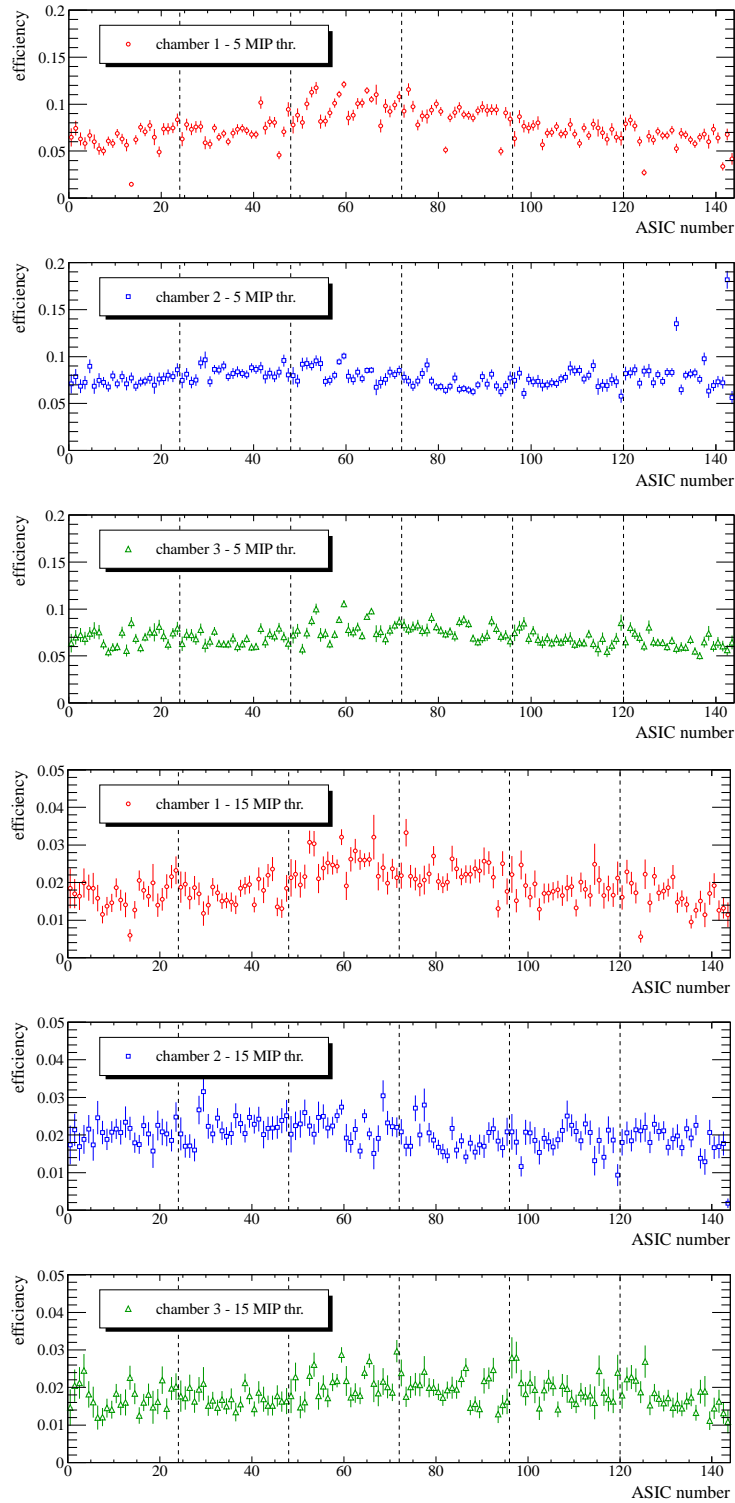 efficiency
0.2
0.15
0.1
0.05
0
chamber 1 - 5 MIP thr.
0 20 40 60 80 100 120 140
ASIC number
efficiency
0.2
0.15
0.1
0.05
0
chamber 2 - 5 MIP thr.
0 20 40 60 80 100 120 140
ASIC number
efficiency
0.2
0.15
0.1
0.05
0
chamber 3 - 5 MIP thr.
0 20 40 60 80 100 120 140
ASIC number
efficiency
0.05
0.04
0.03
0.02
0.01
0
chamber 1 - 15 MIP thr.
0 20 40 60 80 100 120 140
ASIC number
efficiency
0.05
0.04
0.03
0.02
0.01
0
chamber 2 - 15 MIP thr.
0 20 40 60 80 100 120 140
ASIC number
efficiency
0.05
0.04
0.03
0.02
0.01
0
chamber 3 - 15 MIP thr.
0 20 40 60 80 100 120 140
ASIC number